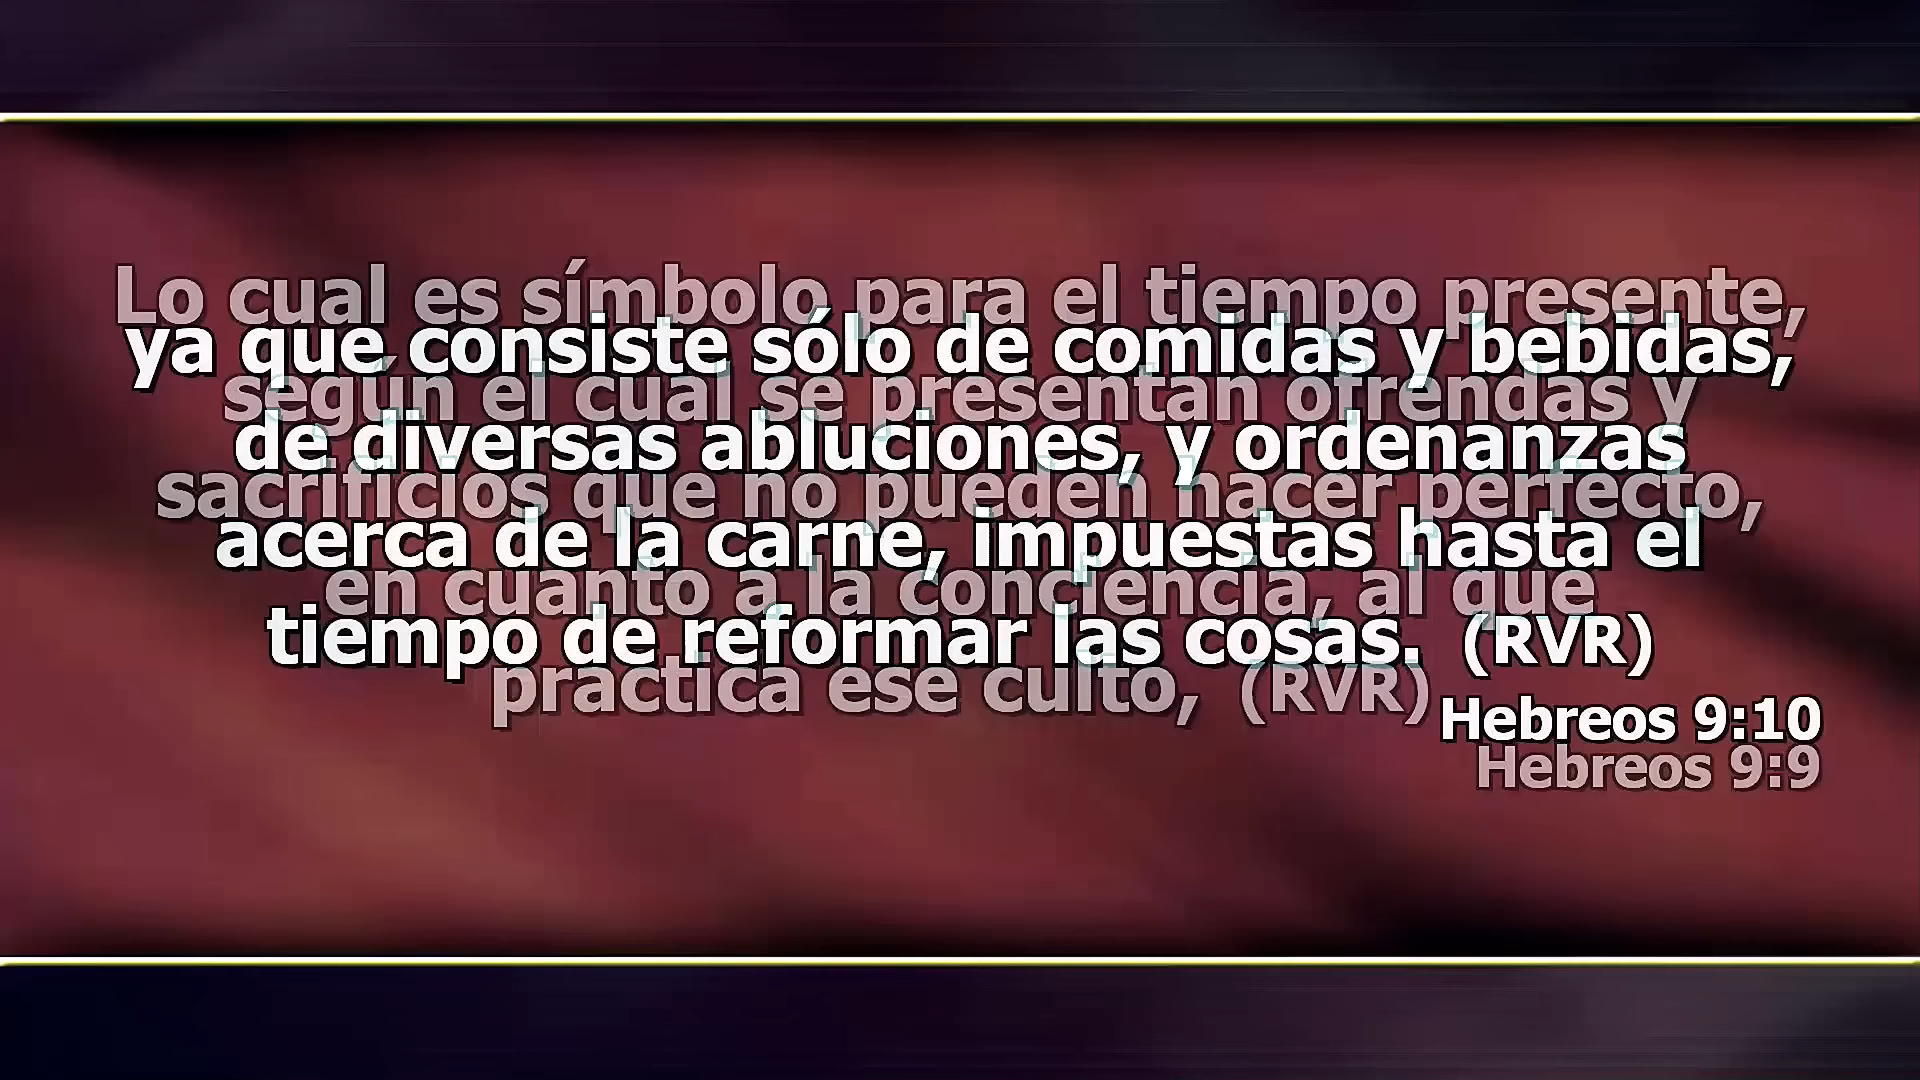 Lo cual es símbolo para el tiempo presente,
según el cual se presentan ofrendas y
sacrificios que no pueden hacer perfecto,
en cuanto a la conciencia, al que
practica ese culto, (RVR)
Hebreos 9:9
ya que consiste sólo de comidas y bebidas,
de diversas abluciones, y ordenanzas
acerca de la carne, impuestas hasta el
tiempo de reformar las cosas. (RVR)
Hebreos 9:10